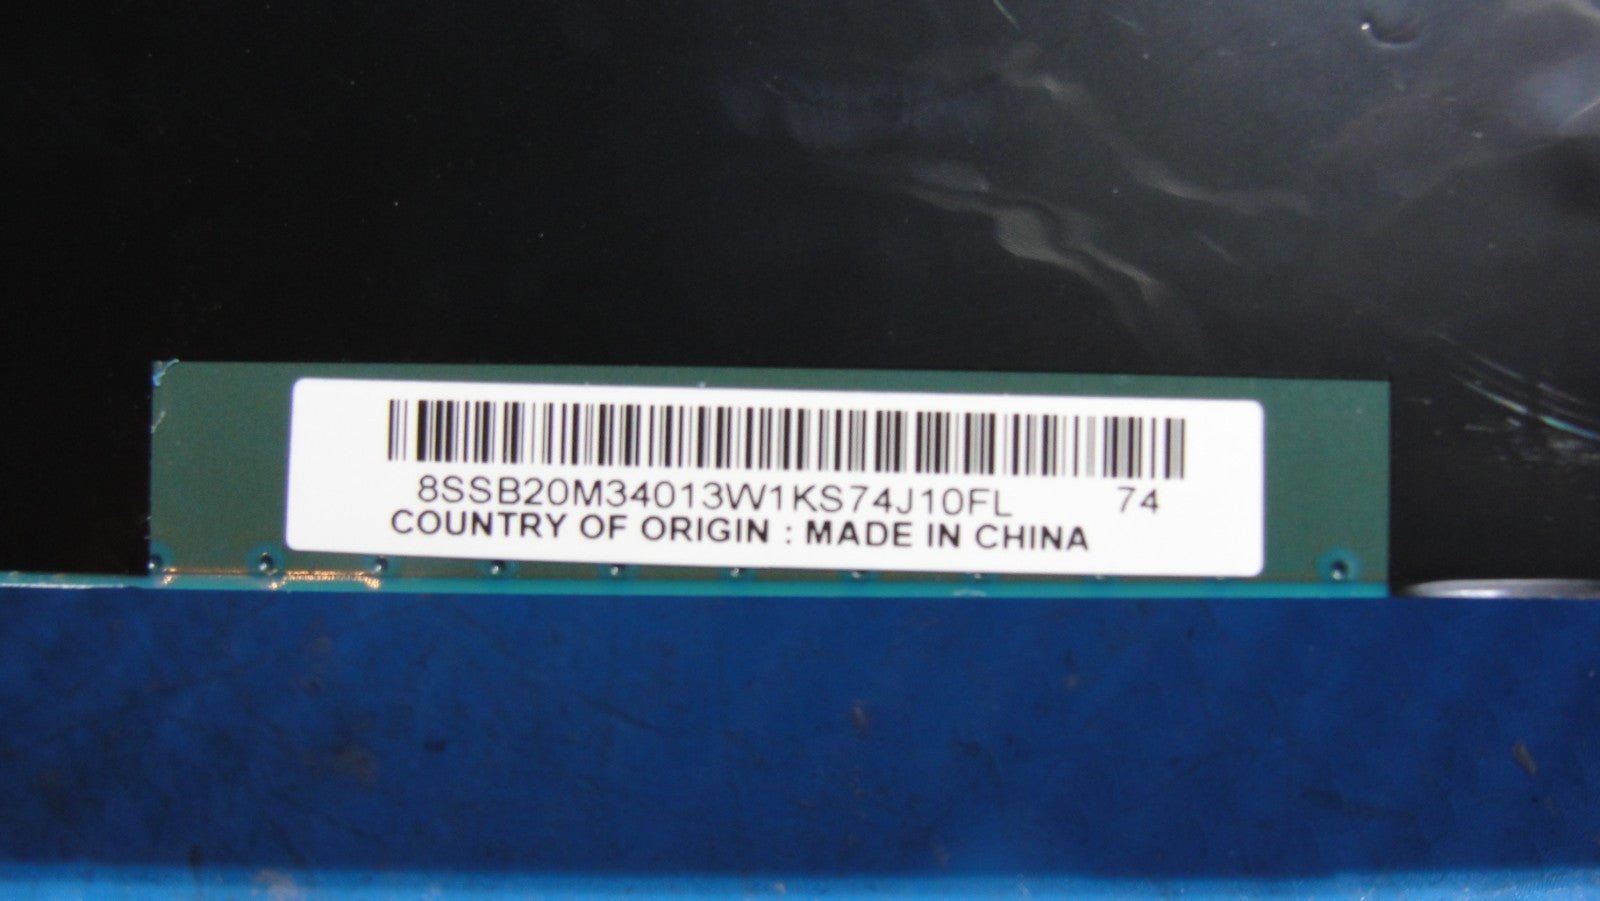 8SSB20M34013W1KS74J10FL 74
COUNTRY OF ORIGIN : MADE IN CHINA